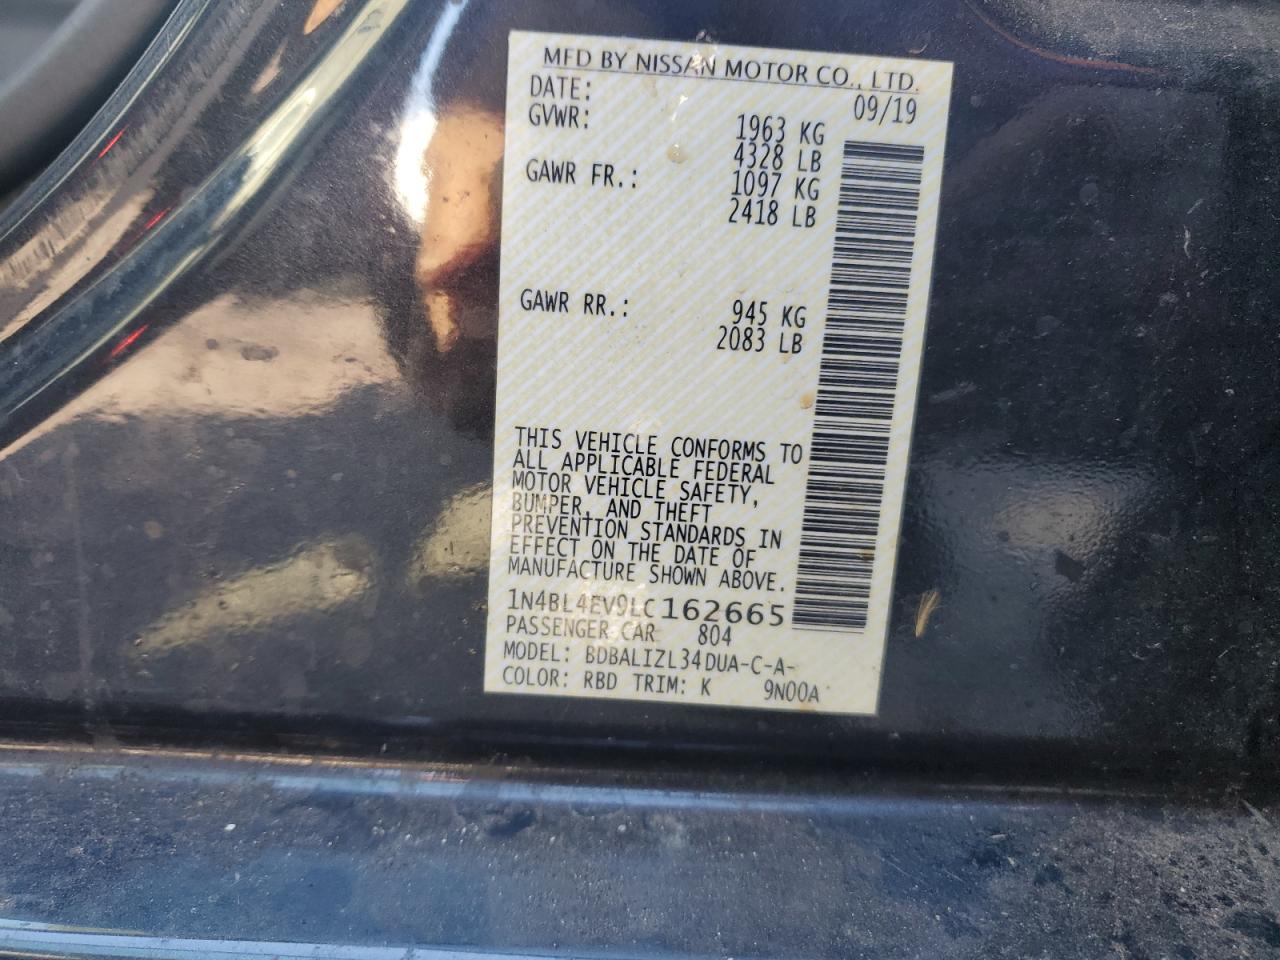 MFD BY NISSAN MOTOR CO., LTD.
DATE: 09/19
GVWR: 1963 KG
4328 LB
GAWR FR.: 1097 KG
2418 LB
GAWR RR.: 945 KG
2083 LB
THIS VEHICLE CONFORMS TO
ALL APPLICABLE FEDERAL
MOTOR VEHICLE SAFETY,
BUMPER, AND THEFT
PREVENTION STANDARDS IN
EFFECT ON THE DATE OF
MANUFACTURE SHOWN ABOVE.
1N4BL4EV9LC162665
PASSENGER CAR 804
MODEL: BDBALIZL34DUA-C-A-
COLOR: RBD TRIM: K 9N00A